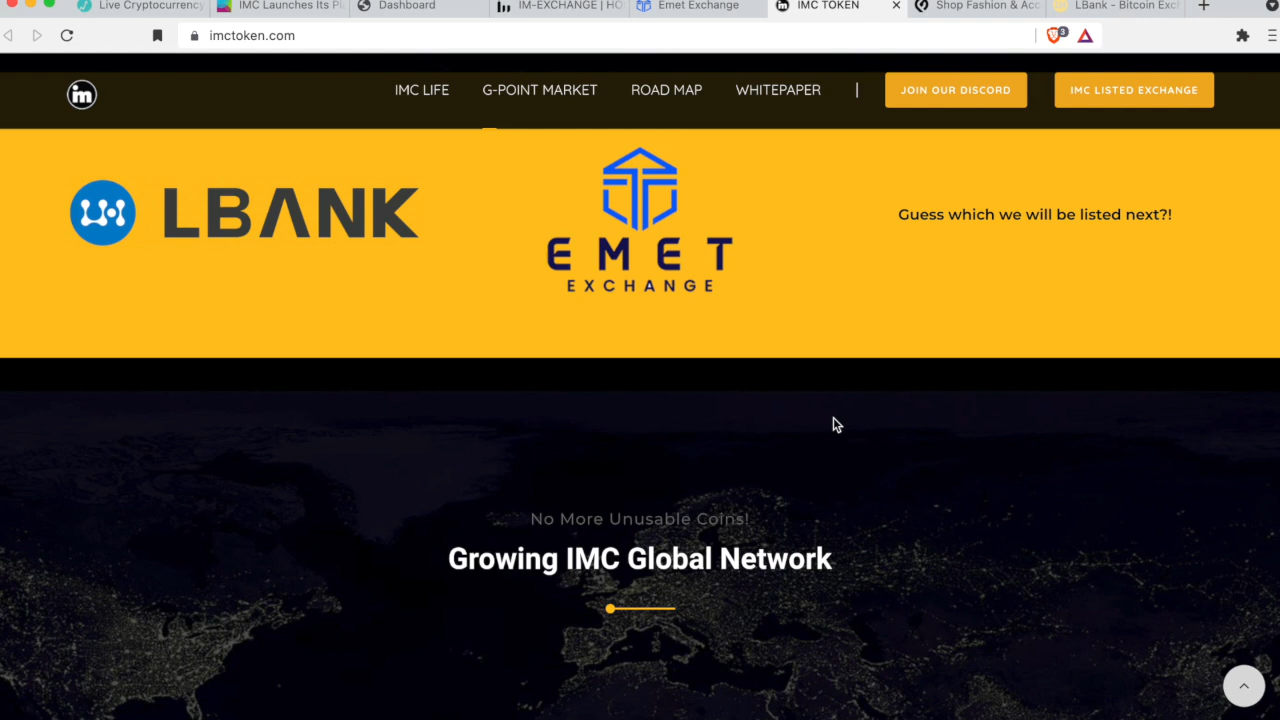 Live Cryptocurrency
IMC Launches Its Pl
Dashboard
IM-EXCHANGE | HO
Emet Exchange
IMC TOKEN
Shop Fashion & Acc
LBank - Bitcoin Exc
imctoken.com
3
im
IMC LIFE
G-POINT MARKET
ROAD MAP
WHITEPAPER
JOIN OUR DISCORD
IMC LISTED EXCHANGE
LBANK
EMET
EXCHANGE
Guess which we will be listed next?!
No More Unusable Coins!
Growing IMC Global Network